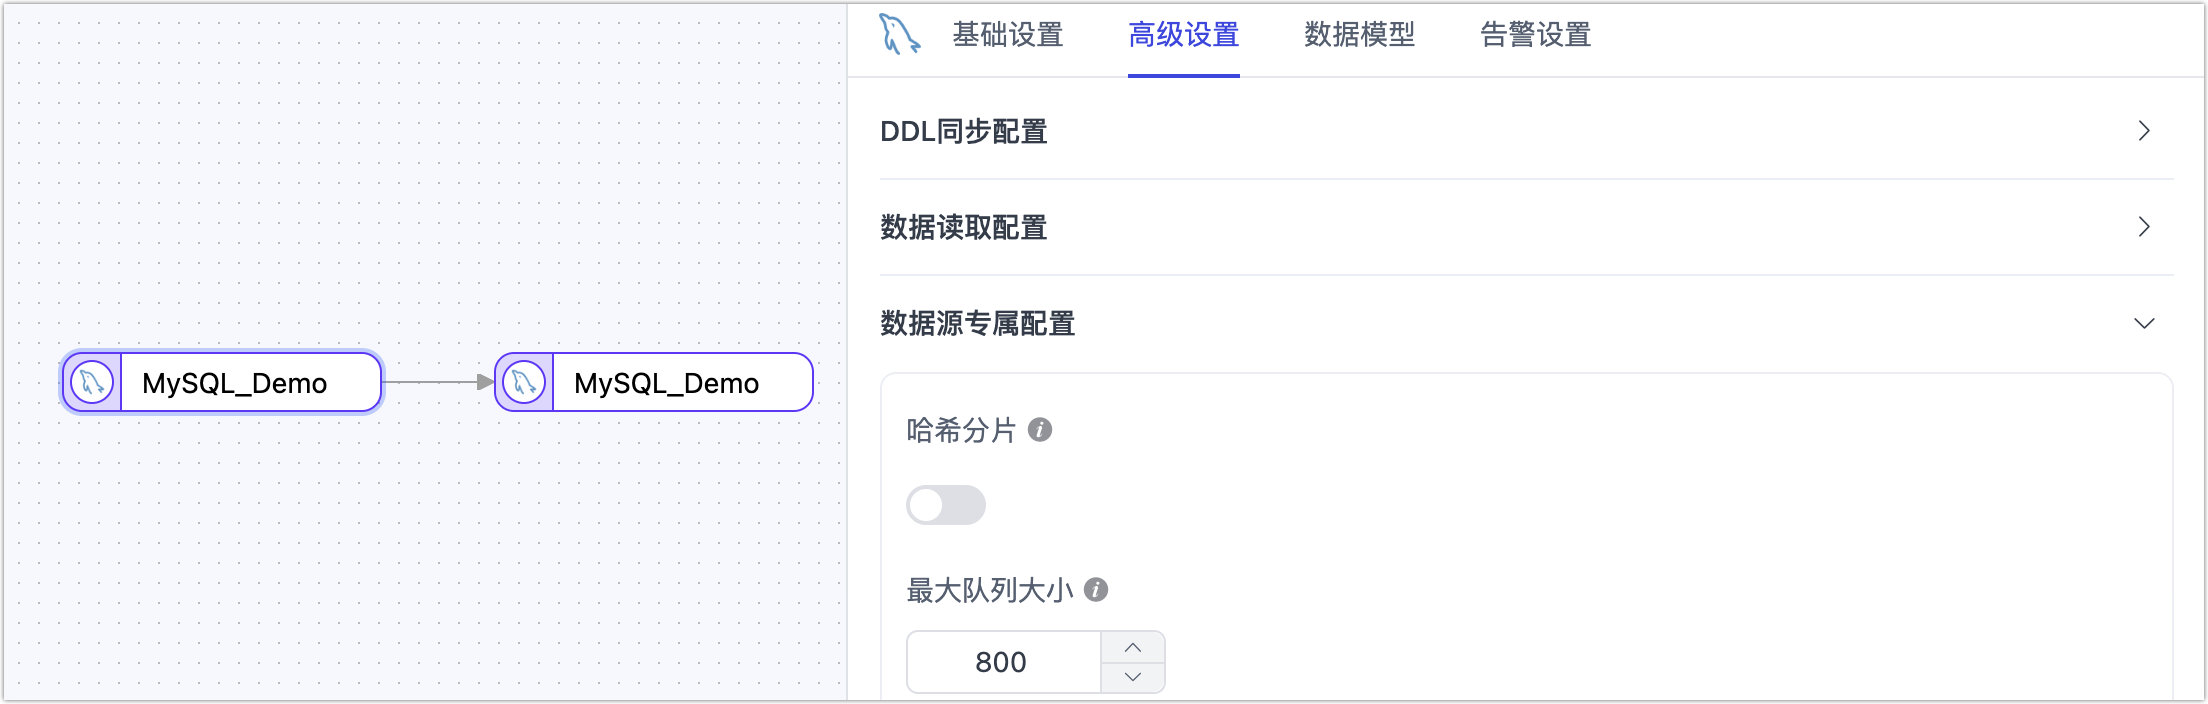 基础设置 高级设置 数据模型 告警设置
DDL同步配置
数据读取配置
数据源专属配置
MySQL_Demo MySQL_Demo
哈希分片
最大队列大小
800